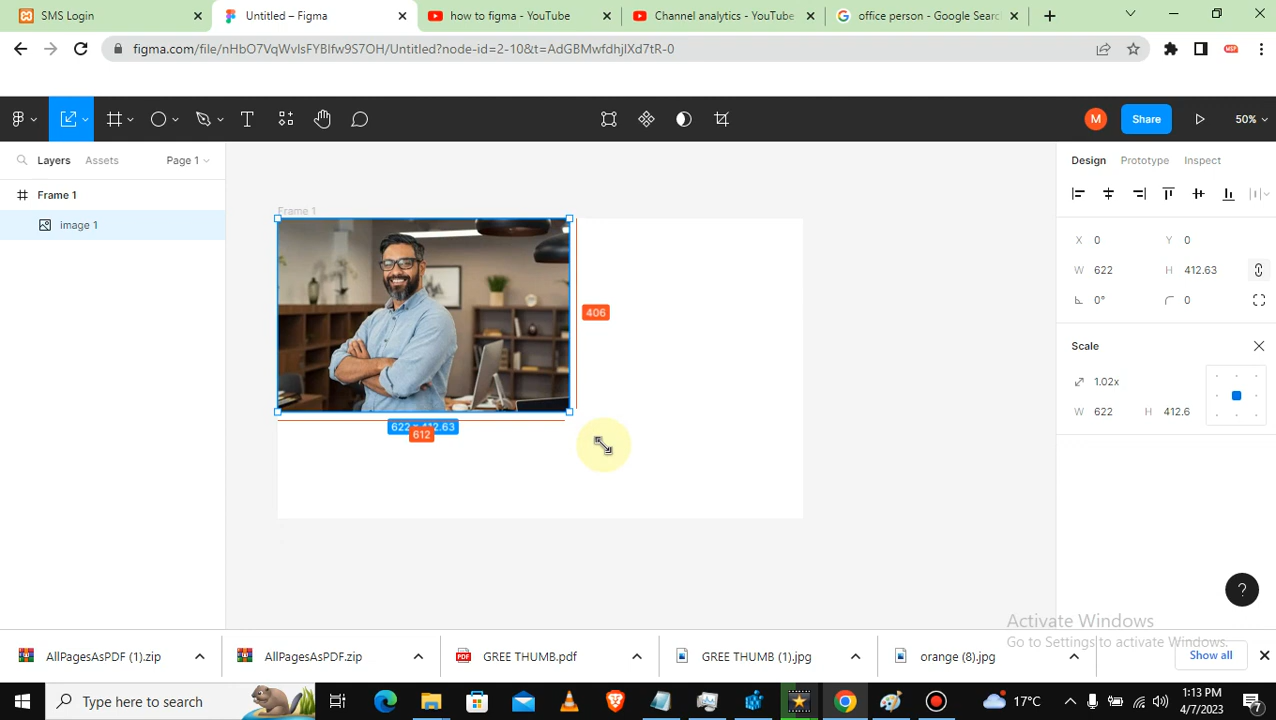 SMS Login
Untitled – Figma
how to figma - YouTube
Channel analytics - YouTube
office person - Google Searc
figma.com/file/nHbO7VqWvlsFYBlfw9S7OH/Untitled?node-id=2-10&t=AdGBMwfdhjlXd7tR-0
M
Share
50%
Layers
Assets
Page 1
Design
Prototype
Inspect
Frame 1
image 1
Frame 1
X 0
Y 0
W 622
H 412.63
0°
0
406
612
Scale
1.02x
W 622
H 412.6
?
Activate Windows
Go to Settings to activate Windows.
AllPagesAsPDF (1).zip
AllPagesAsPDF.zip
GREE THUMB.pdf
GREE THUMB (1).jpg
orange (8).jpg
Show all
Type here to search
17°C
1:13 PM
4/7/2023
7